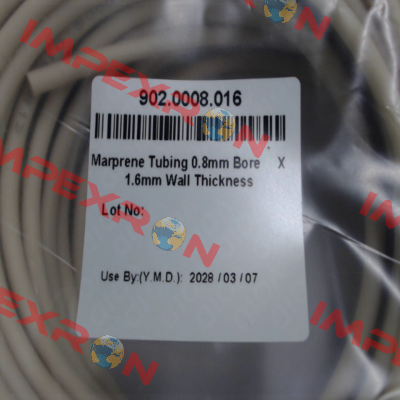 902.0008.016
Marprene Tubing 0.8mm Bore X
1.6mm Wall Thickness
Lot No:
Use By:(Y.M.D.): 2028 / 03 / 07
IMPEXRON
IMPEXRON
IMPEXRON
IMPEXRON